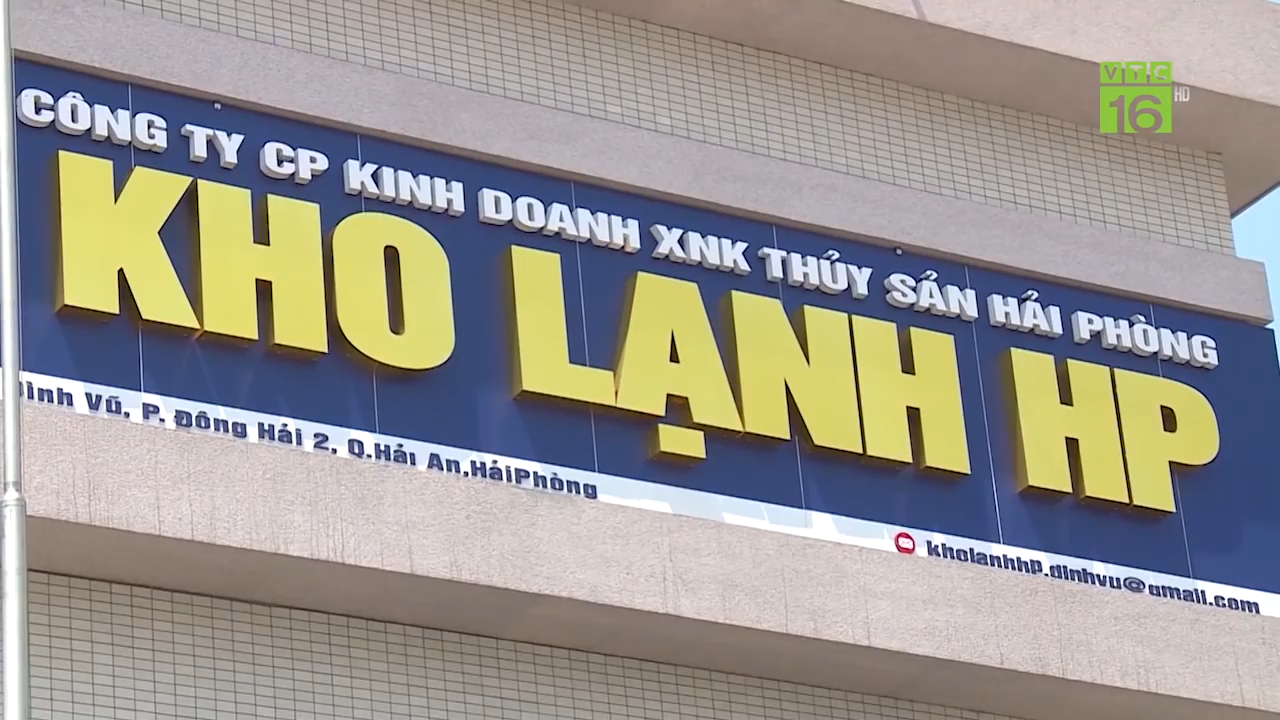 VTC
16 HD
CÔNG TY CP KINH DOANH XNK THỦY SẢN HẢI PHÒNG
KHO LẠNH HP
Vũ, P. Đông Hải 2, Q.Hải An,HảiPhòng
kholanhhP.dinhvu@gmail.com